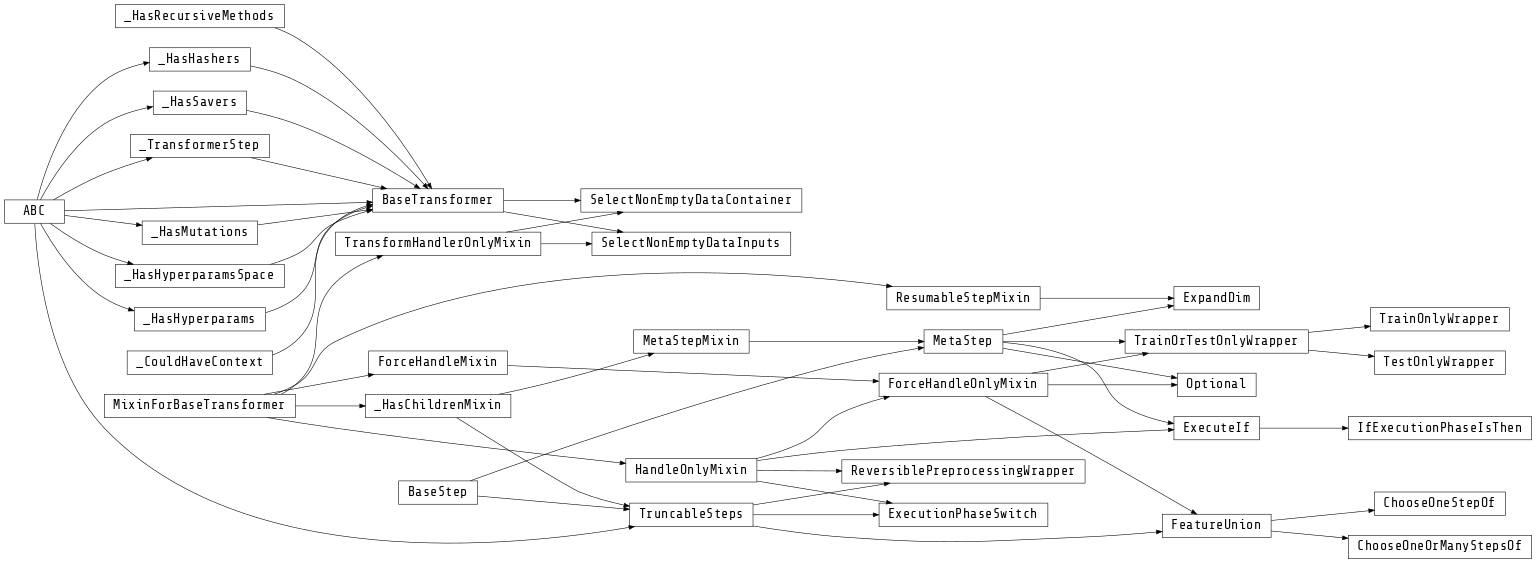 _HasRecursiveMethods
_HasHashers
_HasSavers
_TransformerStep
BaseTransformer
SelectNonEmptyDataContainer
ABC
_HasMutations
TransformHandlerOnlyMixin
SelectNonEmptyDataInputs
_HasHyperparamsSpace
ResumableStepMixin
ExpandDim
_HasHyperparams
TrainOnlyWrapper
MetaStepMixin
MetaStep
TrainOrTestOnlyWrapper
_CouldHaveContext
ForceHandleMixin
TestOnlyWrapper
ForceHandleOnlyMixin
Optional
MixinForBaseTransformer
_HasChildrenMixin
ExecuteIf
IfExecutionPhaseIsThen
HandleOnlyMixin
ReversiblePreprocessingWrapper
BaseStep
ChooseOneStepOf
TruncableSteps
ExecutionPhaseSwitch
FeatureUnion
ChooseOneOrManyStepsOf